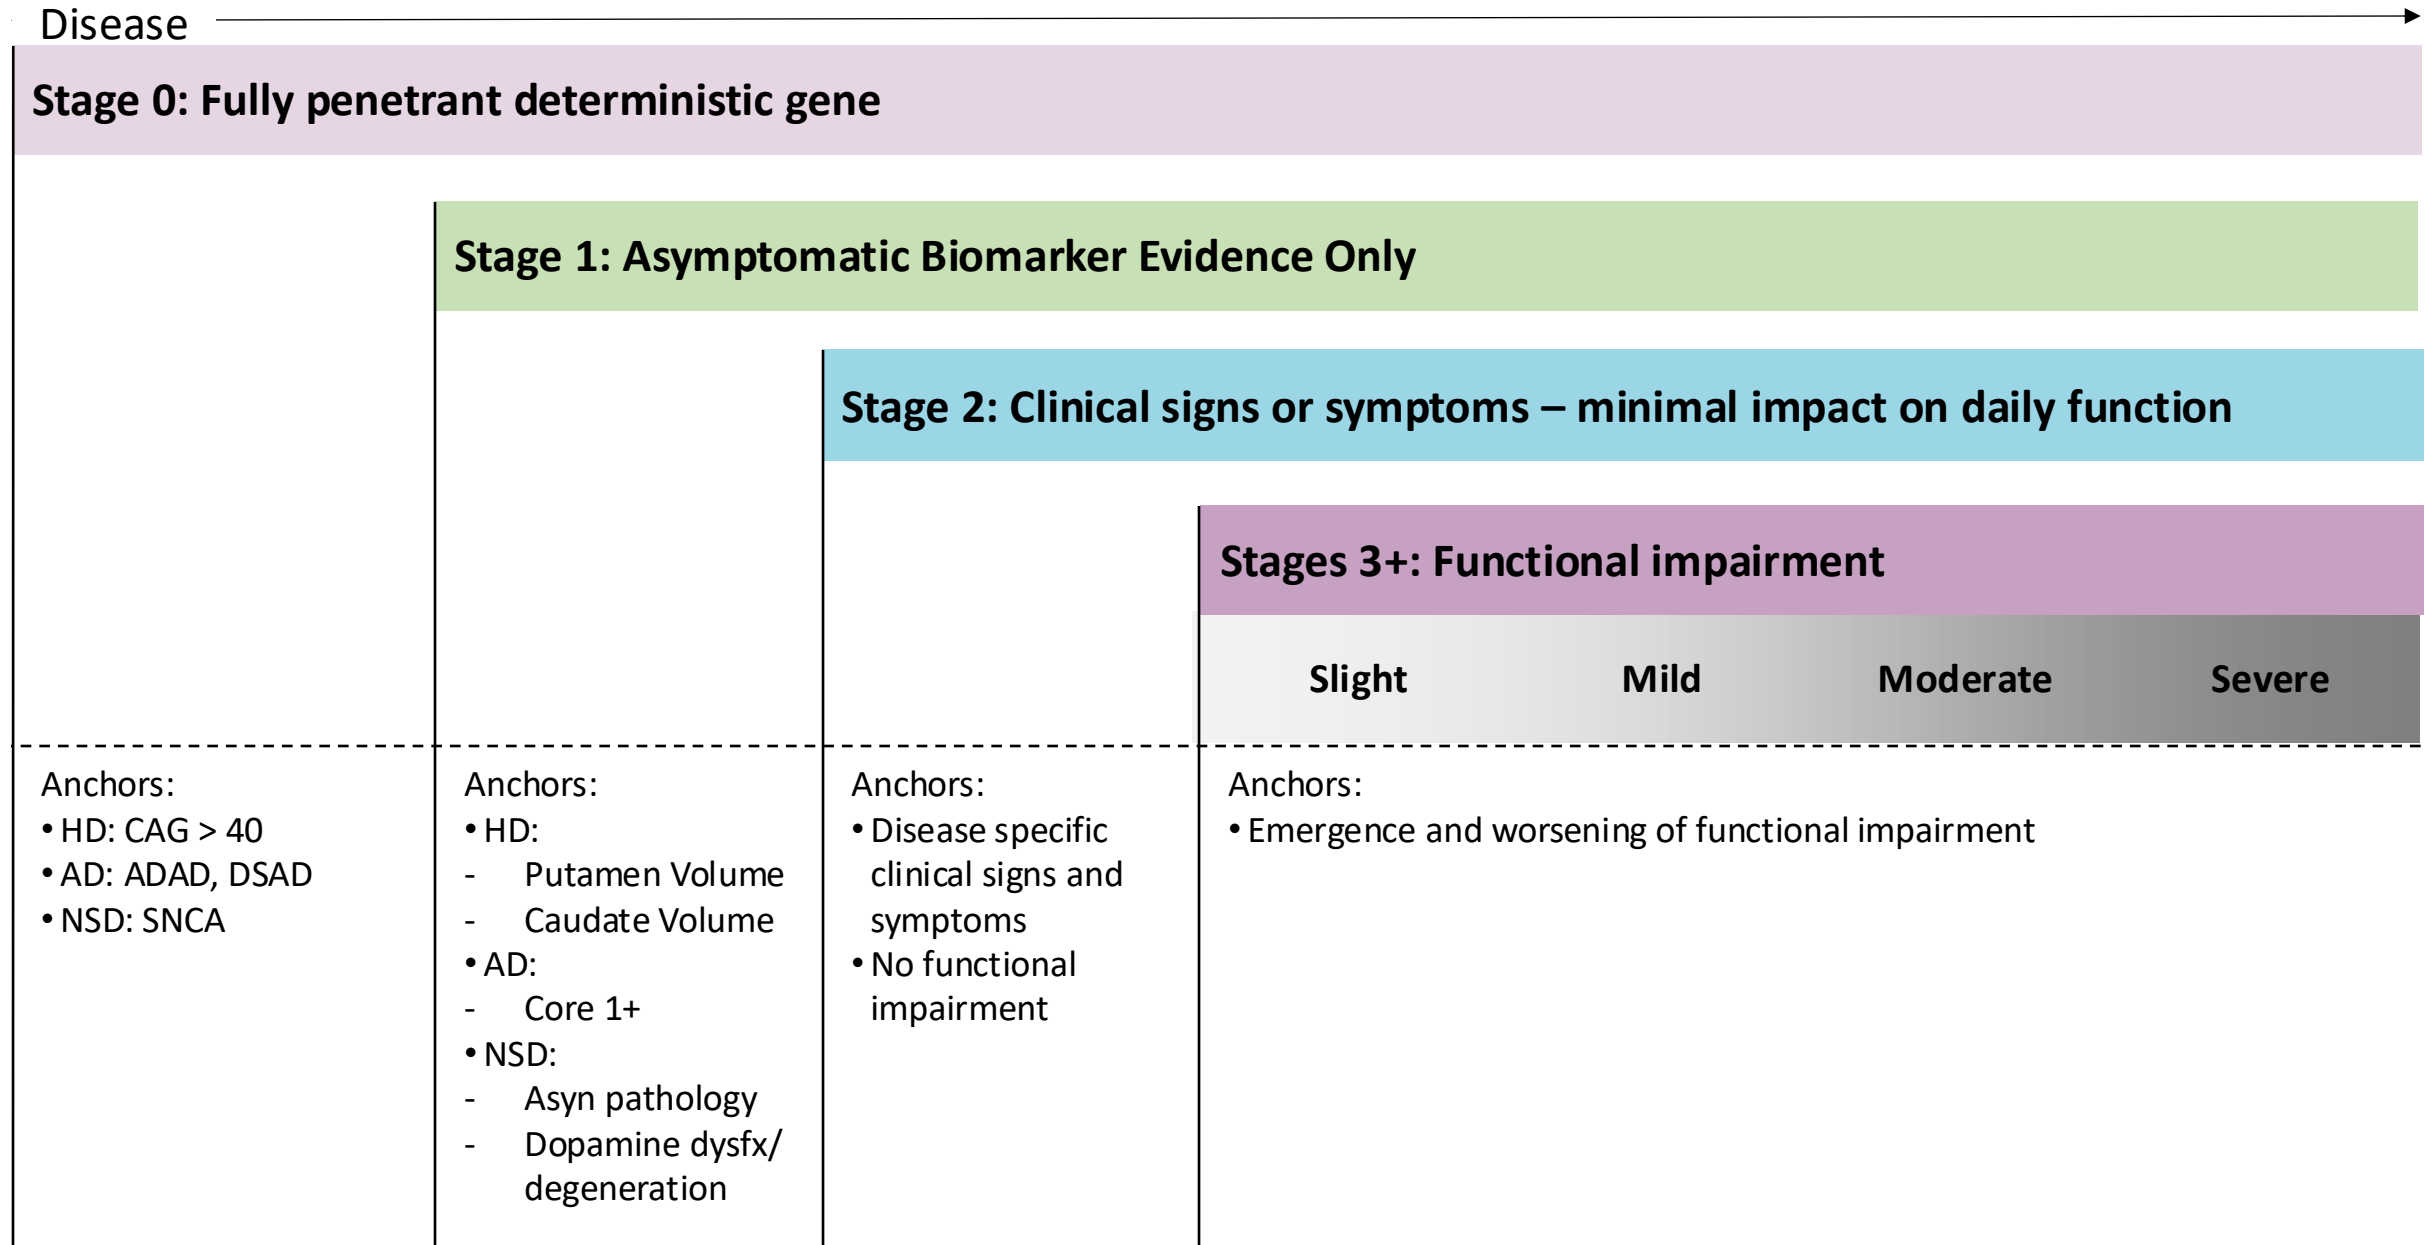 Disease
Stage 0: Fully penetrant deterministic gene
Stage 1: Asymptomatic Biomarker Evidence Only
Stage 2: Clinical signs or symptoms – minimal impact on daily function
Stages 3+: Functional impairment
Slight Mild Moderate Severe
Anchors:
• HD: CAG > 40
• AD: ADAD, DSAD
• NSD: SNCA
Anchors:
• HD:
- Putamen Volume
- Caudate Volume
• AD:
- Core 1+
• NSD:
- Asyn pathology
- Dopamine dysfx/
degeneration
Anchors:
• Disease specific
clinical signs and
symptoms
• No functional
impairment
Anchors:
• Emergence and worsening of functional impairment